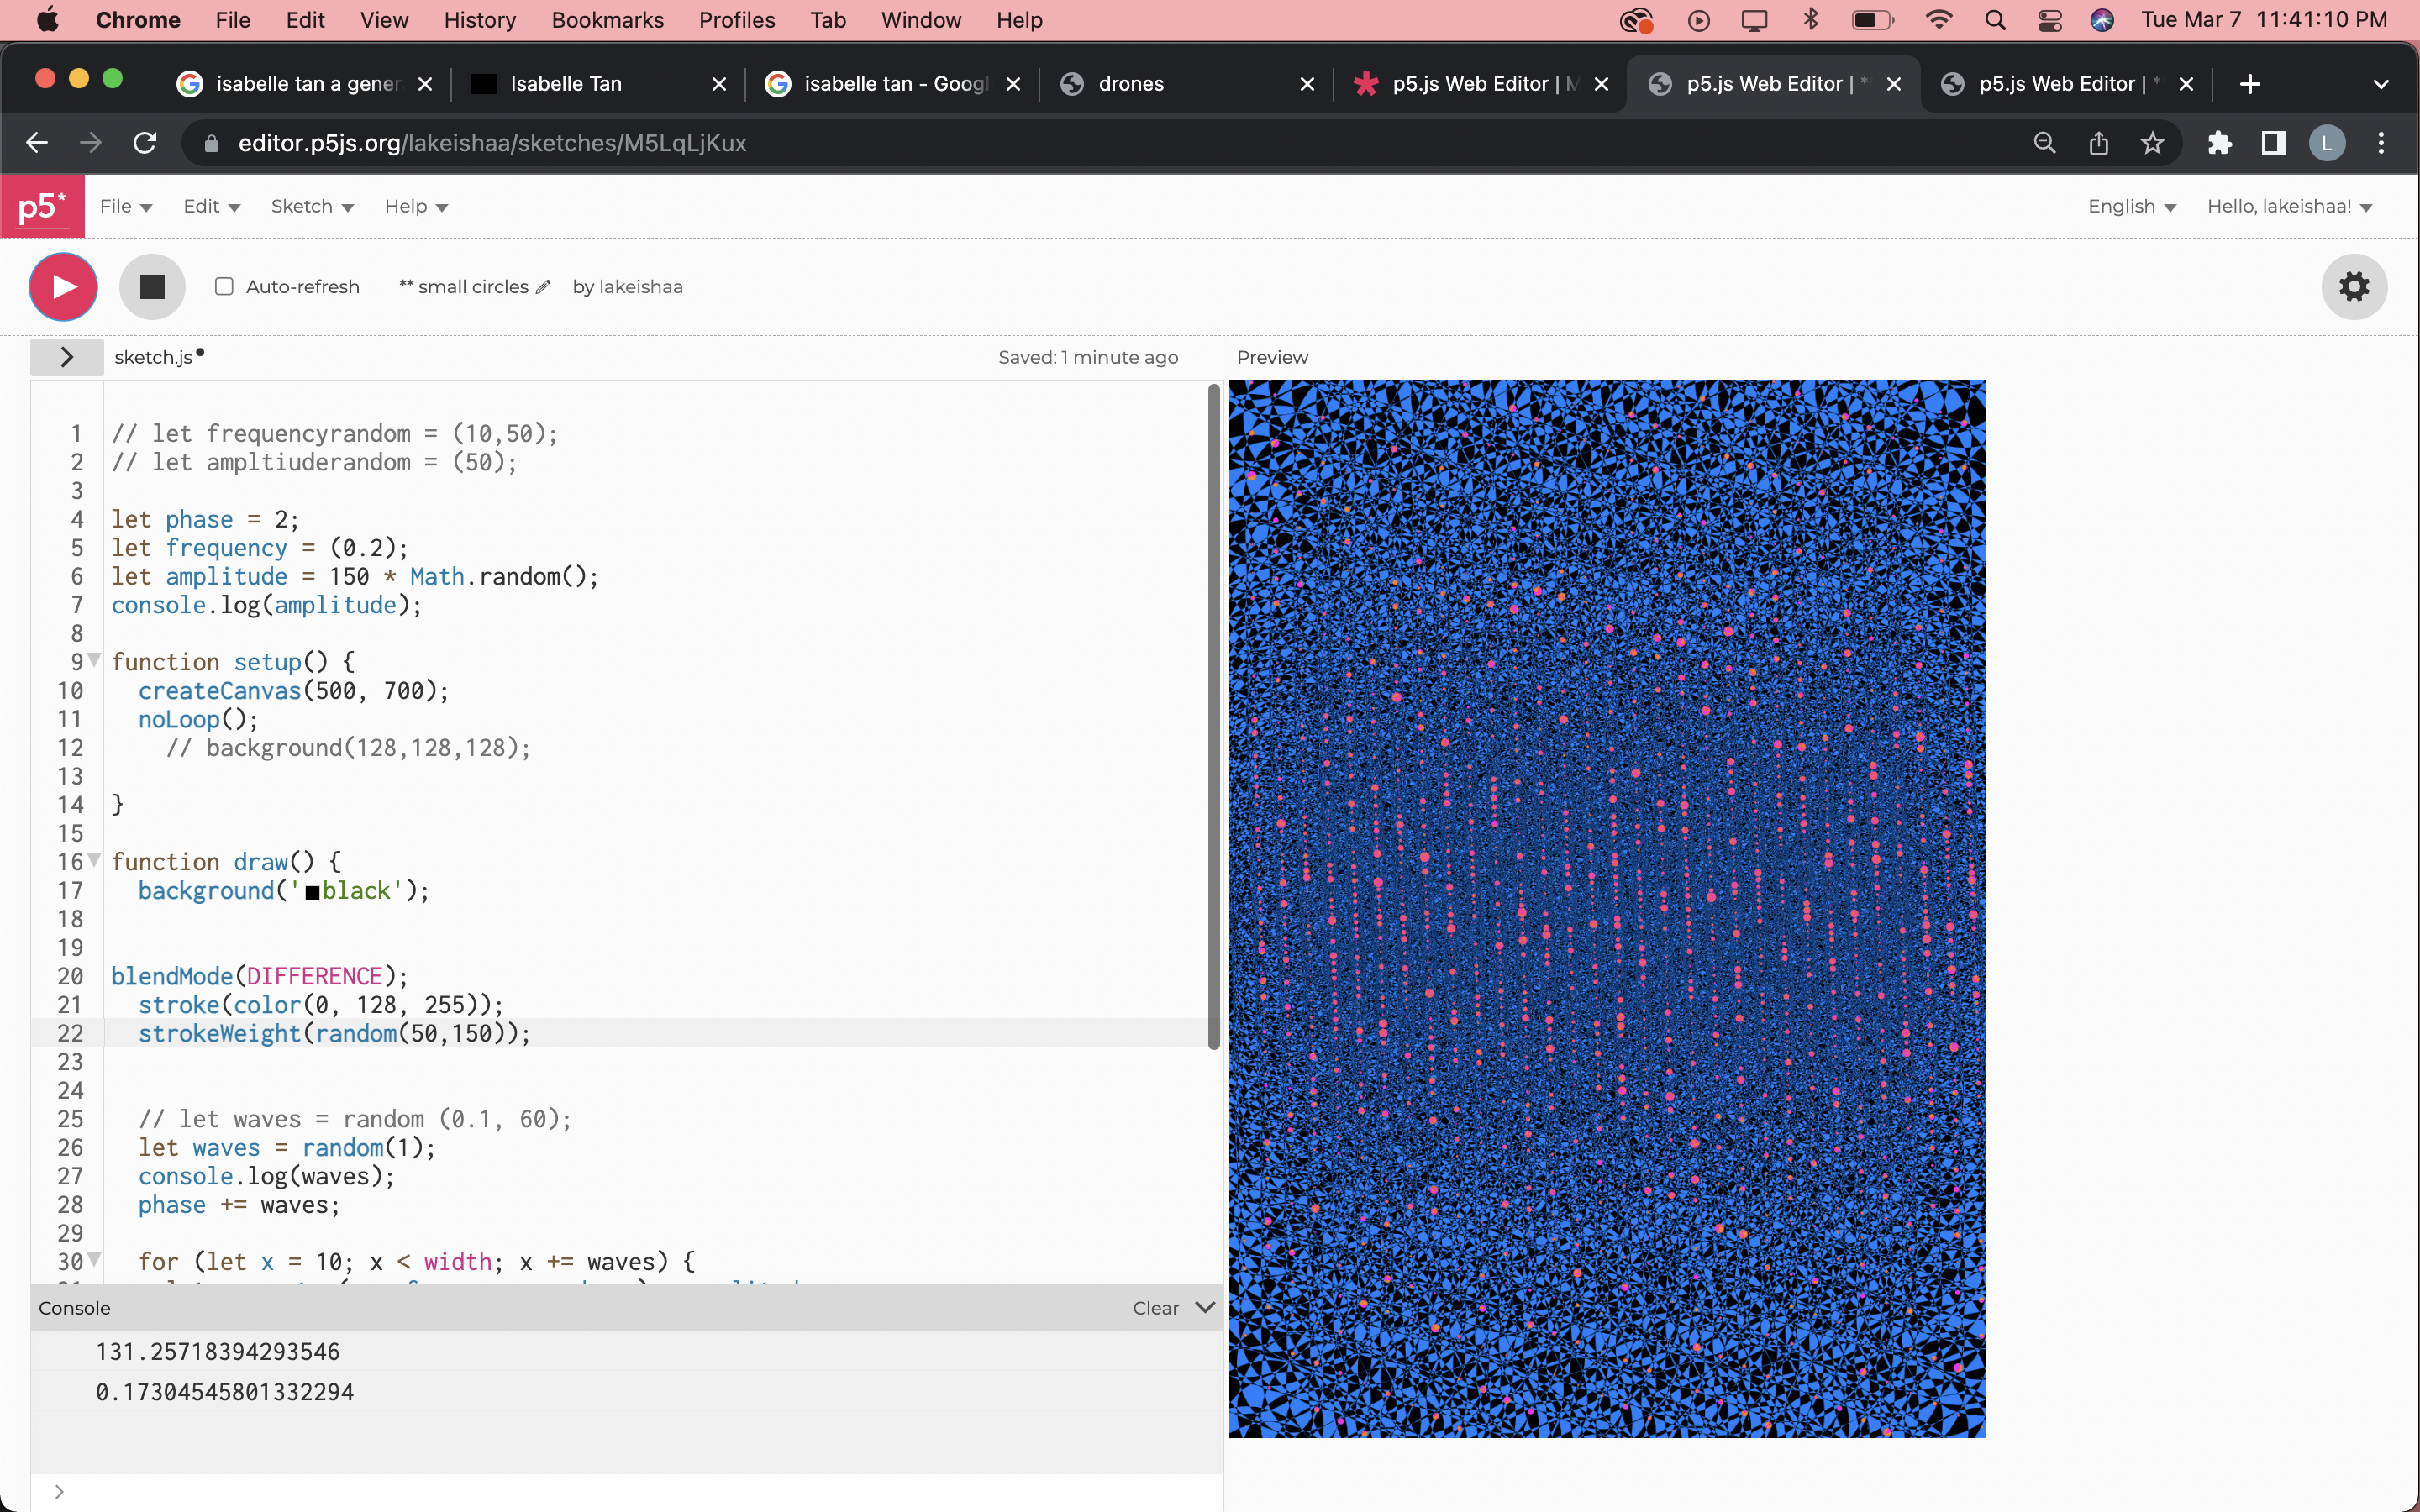 Chrome File Edit View History Bookmarks Profiles Tab Window Help Tue Mar 7 11:41:10 PM
isabelle tan a gener Isabelle Tan isabelle tan - Googl drones p5.js Web Editor | M p5.js Web Editor | * p5.js Web Editor | *
editor.p5js.org/lakeishaa/sketches/M5LqLjKux L
p5* File Edit Sketch Help English Hello, lakeishaa!
Auto-refresh ** small circles by lakeishaa
> sketch.js Saved: 1 minute ago Preview
1 // let frequencyrandom = (10,50);
2 // let ampltiuderandom = (50);
3
4 let phase = 2;
5 let frequency = (0.2);
6 let amplitude = 150 * Math.random();
7 console.log(amplitude);
8
9 function setup() {
10 createCanvas(500, 700);
11 noLoop();
12 // background(128,128,128);
13
14 }
15
16 function draw() {
17 background('black');
18
19
20 blendMode(DIFFERENCE);
21 stroke(color(0, 128, 255));
22 strokeWeight(random(50,150));
23
24
25 // let waves = random (0.1, 60);
26 let waves = random(1);
27 console.log(waves);
28 phase += waves;
29
30 for (let x = 10; x < width; x += waves) {
Console Clear
131.25718394293546
0.17304545801332294
>